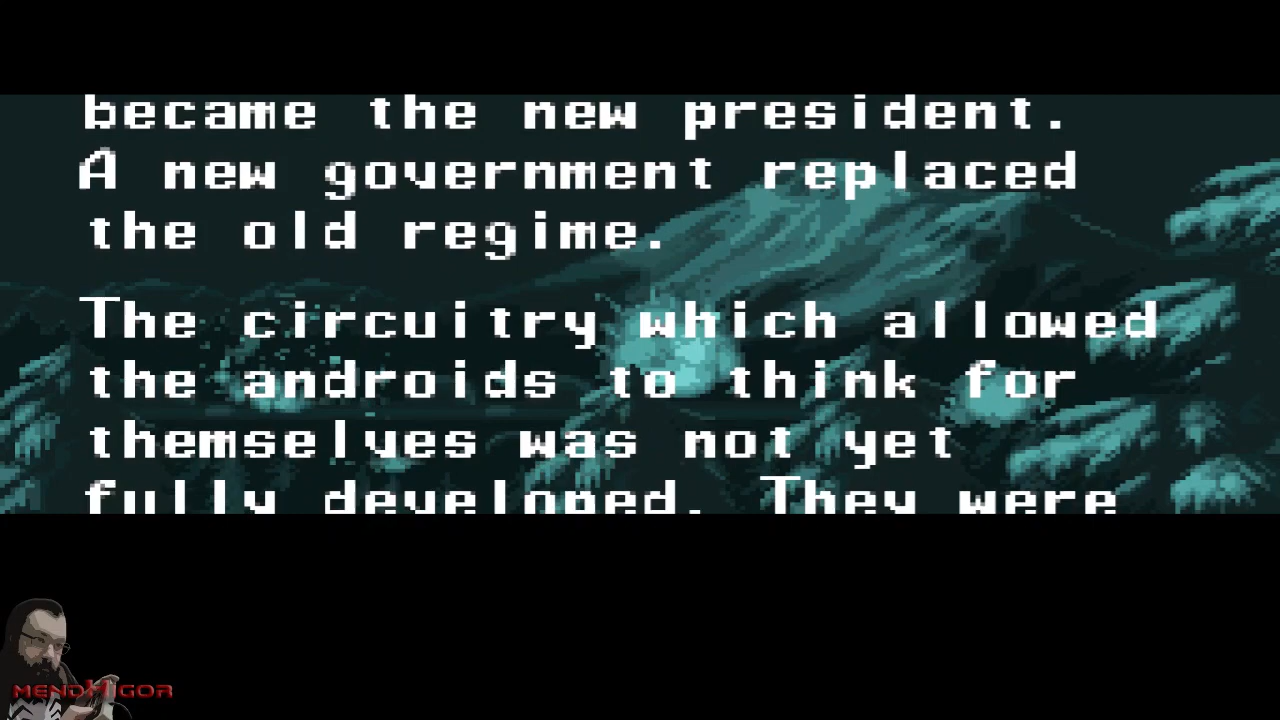 became the new president.
A new government replaced
the old regime.
The circuitry which allowed
the androids to think for
themselves was not yet
fully developed. They were
MENDHIGOR